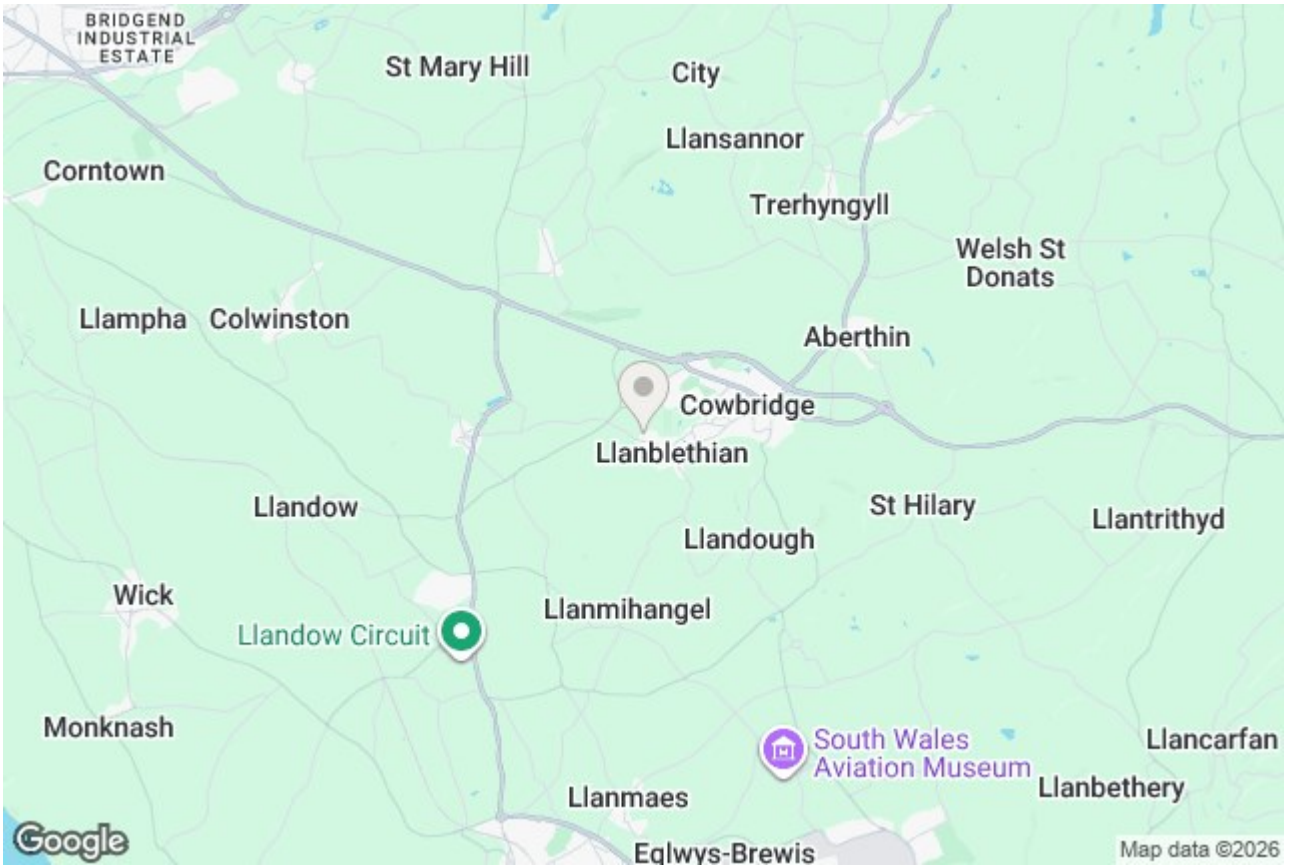 BRIDGEND
INDUSTRIAL
ESTATE
St Mary Hill
City
Llansannor
Corntown
Trerhyngyll
Welsh St
Donats
Llampha
Colwinston
Aberthin
Cowbridge
Llanblethian
Llandow
St Hilary
Llantrithyd
Llandough
Wick
Llanmihangel
Llandow Circuit
Monknash
South Wales
Aviation Museum
Llancarfan
Llanbethery
Llanmaes
Eglwys-Brewis
Google
Map data ©2026